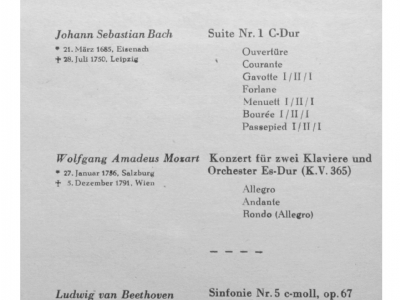 Johann Sebastian Bach
* 21. März 1685, Eisenach
† 28. Juli 1750, Leipzig
Suite Nr. 1 C-Dur
Ouvertüre
Courante
Gavotte I/II/I
Forlane
Menuett I/II/I
Bourée I/II/I
Passepied I/II/I
Wolfgang Amadeus Mozart
* 27. Januar 1786, Salzburg
† 5. Dezember 1791, Wien
Konzert für zwei Klaviere und
Orchester Es-Dur (K.V. 365)
Allegro
Andante
Rondo (Allegro)
– – – –
Ludwig van Beethoven
Sinfonie Nr. 5 c-moll, op. 67